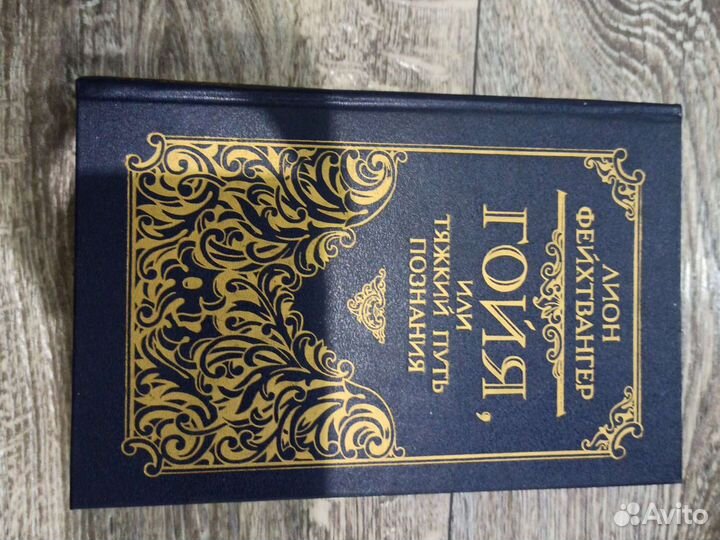 ЛИОН
ФЕЙХТВАНГЕР
ГОЙЯ,
ИЛИ
ТЯЖКИЙ ПУТЬ
ПОЗНАНИЯ
Avito